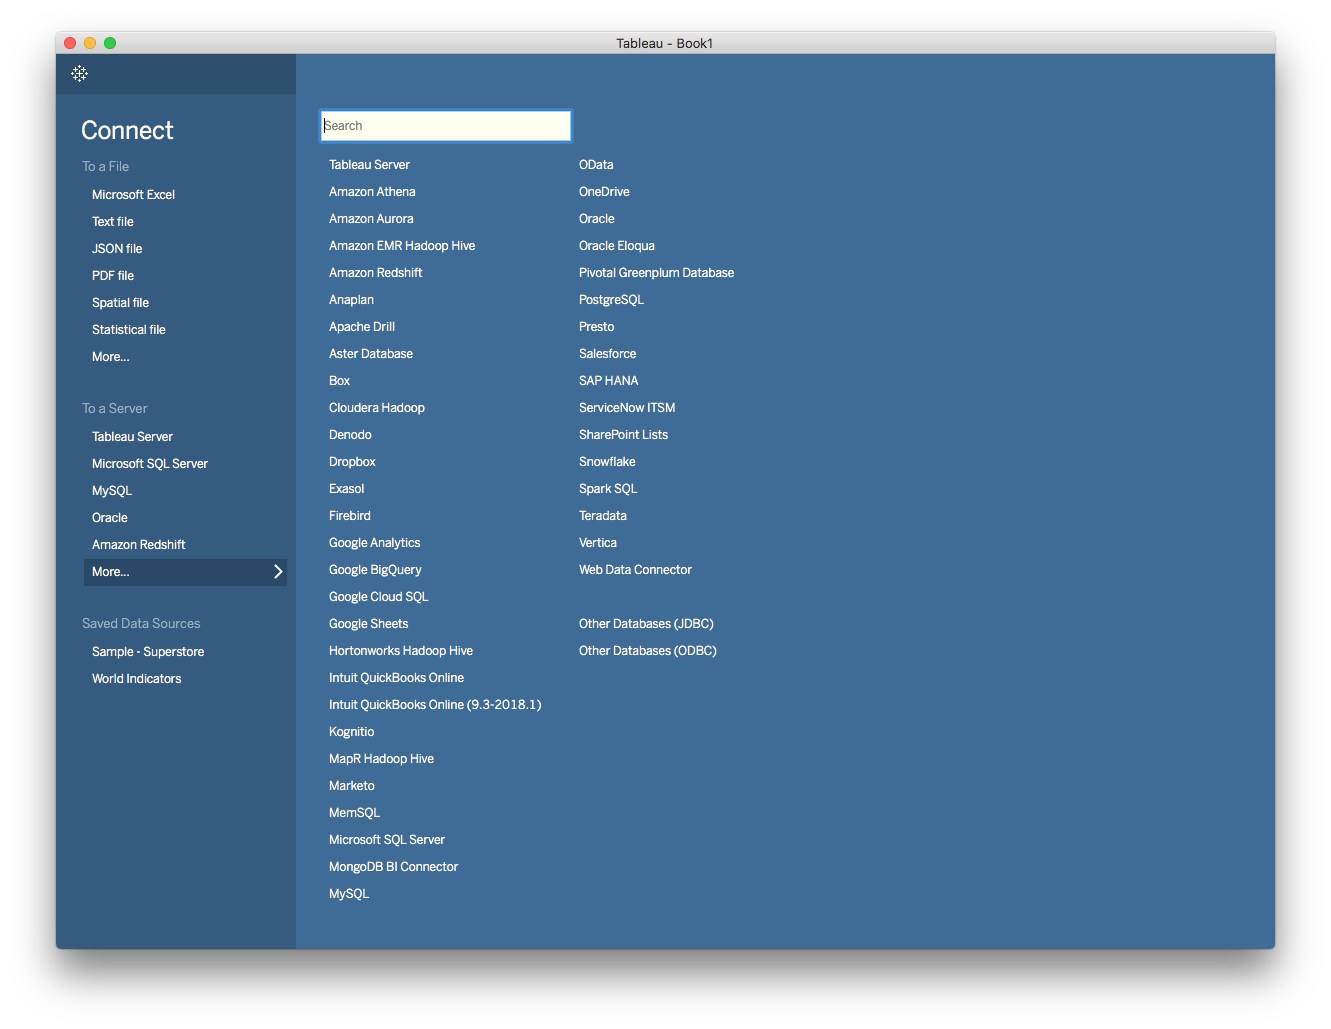 Tableau - Book1
Connect
To a File
Microsoft Excel
Text file
JSON file
PDF file
Spatial file
Statistical file
More...
To a Server
Tableau Server
Microsoft SQL Server
MySQL
Oracle
Amazon Redshift
More...
Saved Data Sources
Sample - Superstore
World Indicators
Search
Tableau Server
Amazon Athena
Amazon Aurora
Amazon EMR Hadoop Hive
Amazon Redshift
Anaplan
Apache Drill
Aster Database
Box
Cloudera Hadoop
Denodo
Dropbox
Exasol
Firebird
Google Analytics
Google BigQuery
Google Cloud SQL
Google Sheets
Hortonworks Hadoop Hive
Intuit QuickBooks Online
Intuit QuickBooks Online (9.3-2018.1)
Kognitio
MapR Hadoop Hive
Marketo
MemSQL
Microsoft SQL Server
MongoDB BI Connector
MySQL
OData
OneDrive
Oracle
Oracle Eloqua
Pivotal Greenplum Database
PostgreSQL
Presto
Salesforce
SAP HANA
ServiceNow ITSM
SharePoint Lists
Snowflake
Spark SQL
Teradata
Vertica
Web Data Connector
Other Databases (JDBC)
Other Databases (ODBC)